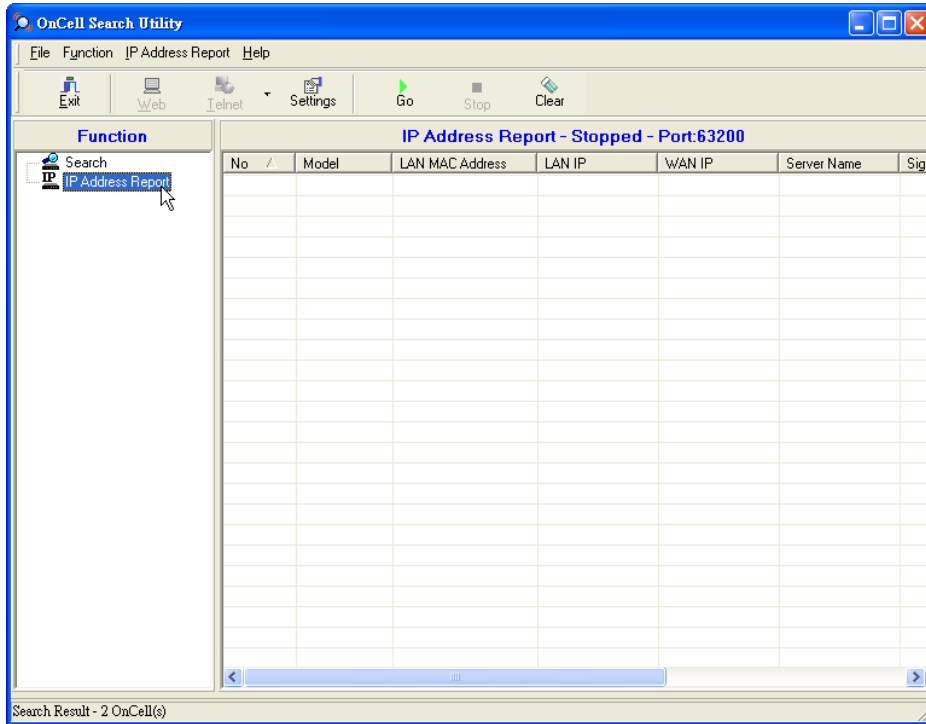 OnCell Search Utility
File Function IP Address Report Help
Exit Web Telnet Settings Go Stop Clear
Function
IP Address Report - Stopped - Port:63200
Search
IP Address Report
No Model LAN MAC Address LAN IP WAN IP Server Name Sig
IP
Search Result - 2 OnCell(s)